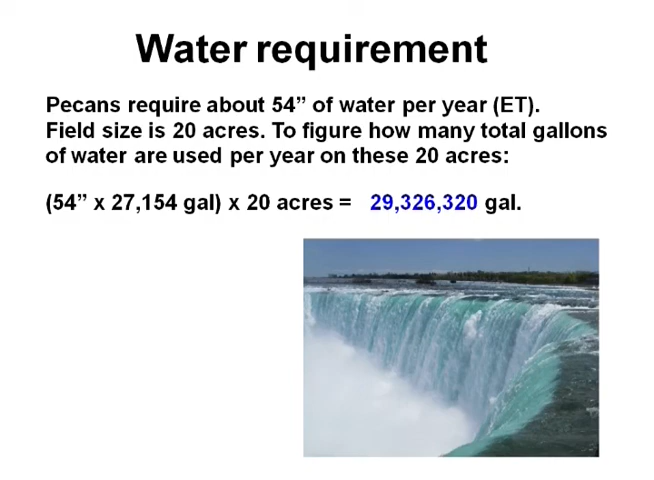 Water requirement
Pecans require about 54” of water per year (ET).
Field size is 20 acres. To figure how many total gallons
of water are used per year on these 20 acres:
(54” x 27,154 gal) x 20 acres = 29,326,320 gal.